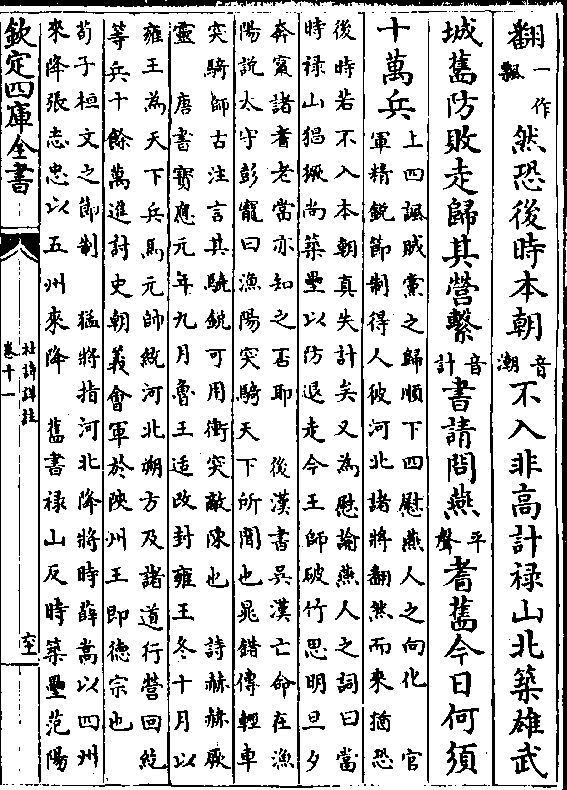 翻一作飜然恐後時本朝音潮不入非高計禄山北築雄武
城舊防敗走歸其營繫音計書請問燕平聲耆舊今日何須
十萬兵上四諷賊黨之歸順下四慰燕人之向化　官
軍精銳節制得人彼河北諸將翻然而來猶恐
後時若不入本朝真失計矣又為慰諭燕人之詞曰當
時禄山猖撅尚築壘以防退走今王師破竹思明旦夕
奔竄諸耆老當亦知之否耶　後漢書吳漢亡命在漁
陽說太守彭寵曰漁陽突騎天下所聞也晁錯傳輕車
突騎師古注言其驍銳可用衝突敵陳也　詩赫赫厥
靈　唐書寶應元年九月魯王适改封雍王冬十月以
雍王為天下兵馬元帥統河北朔方及諸道行營回紇
等兵十餘萬進討史朝義會軍於陜州王即德宗也
荀子桓文之節制　猛將指河北降將時薛嵩以四州
來降張志忠以五州來降　舊書禄山反時築壘范陽
欽定四庫全書
杜詩詳註
卷十一